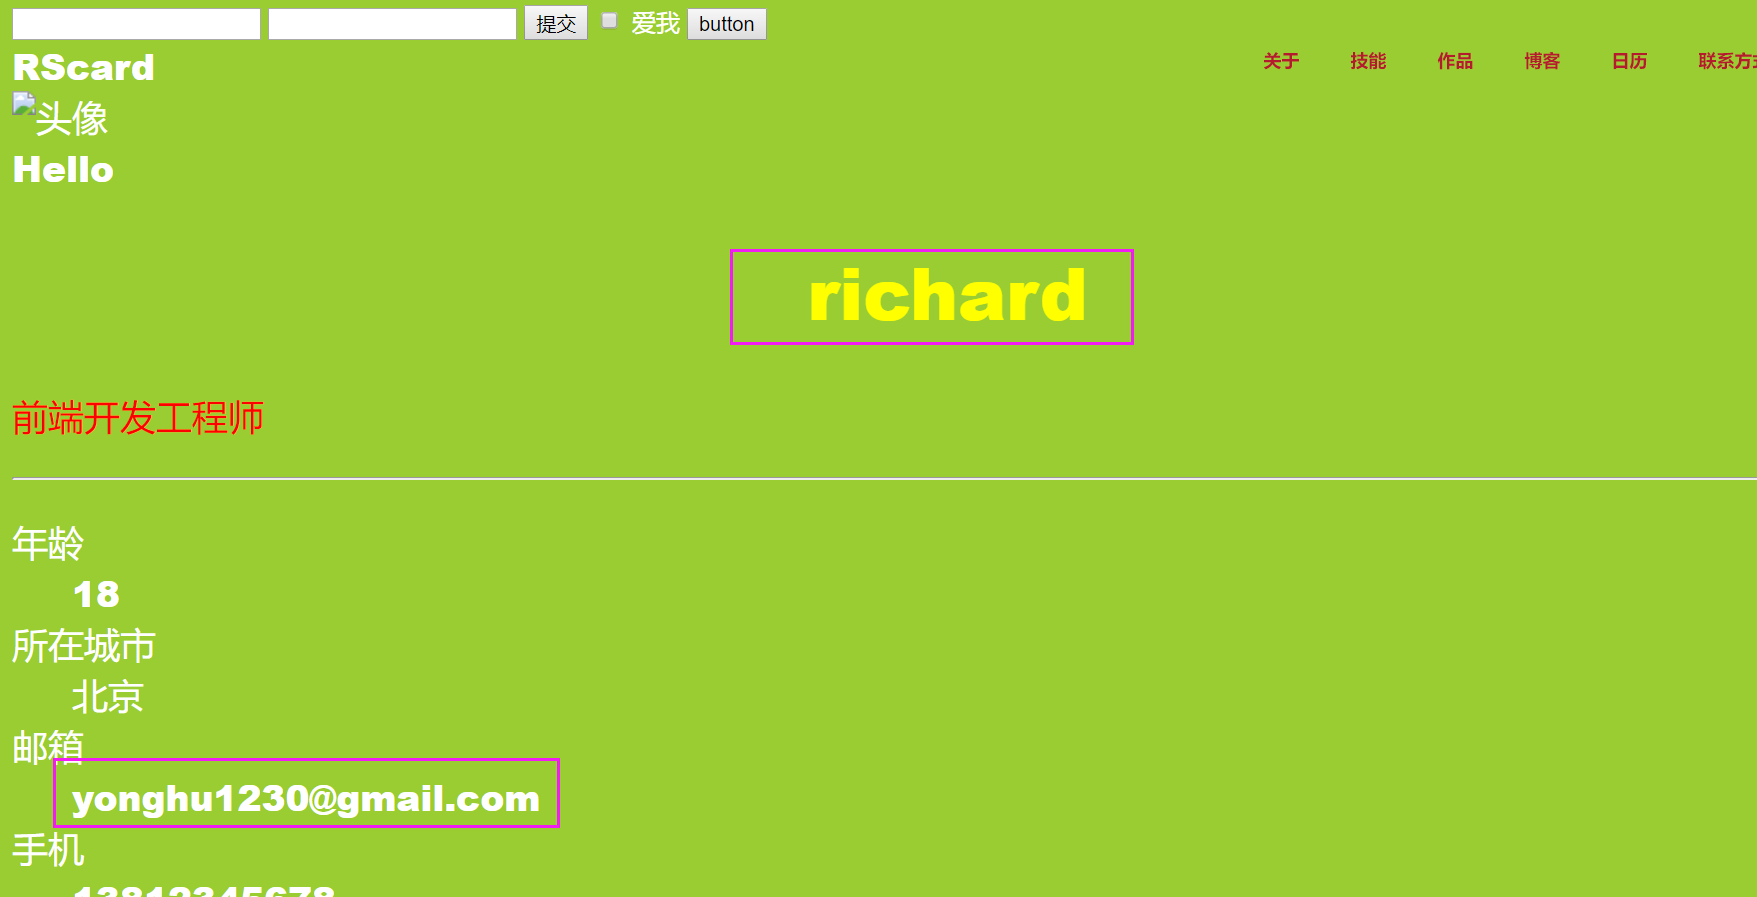 提交 爱我 button
RScard 关于 技能 作品 博客 日历 联系方式
头像
Hello
richard
前端开发工程师
年龄
18
所在城市
北京
邮箱
yonghu1230@gmail.com
手机
13812345678